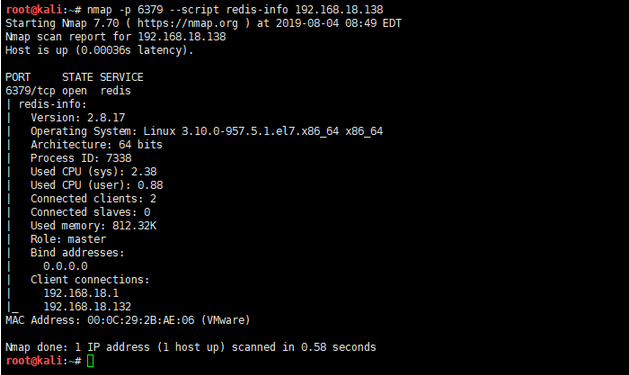 root@kali:~# nmap -p 6379 --script redis-info 192.168.18.138
Starting Nmap 7.70 ( https://nmap.org ) at 2019-08-04 08:49 EDT
Nmap scan report for 192.168.18.138
Host is up (0.00036s latency).

PORT     STATE SERVICE
6379/tcp open  redis
| redis-info:
|   Version: 2.8.17
|   Operating System: Linux 3.10.0-957.5.1.el7.x86_64 x86_64
|   Architecture: 64 bits
|   Process ID: 7338
|   Used CPU (sys): 2.38
|   Used CPU (user): 0.88
|   Connected clients: 2
|   Connected slaves: 0
|   Used memory: 812.32K
|   Role: master
|   Bind addresses:
|     0.0.0.0
|   Client connections:
|     192.168.18.1
|_    192.168.18.132
MAC Address: 00:0C:29:2B:AE:06 (VMware)

Nmap done: 1 IP address (1 host up) scanned in 0.58 seconds
root@kali:~#